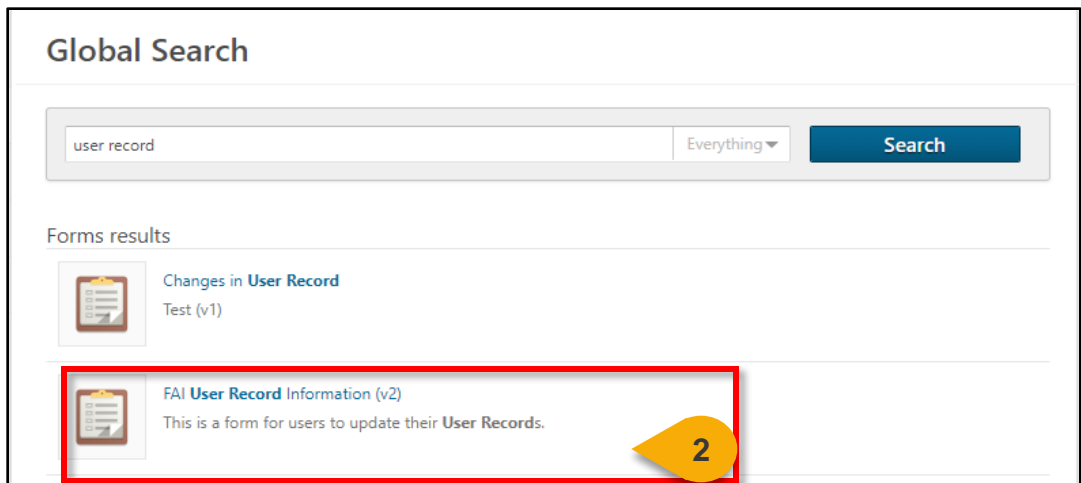 Global Search
user record
Everything
Search
Forms results
Changes in User Record
Test (v1)
FAI User Record Information (v2)
This is a form for users to update their User Records.
2